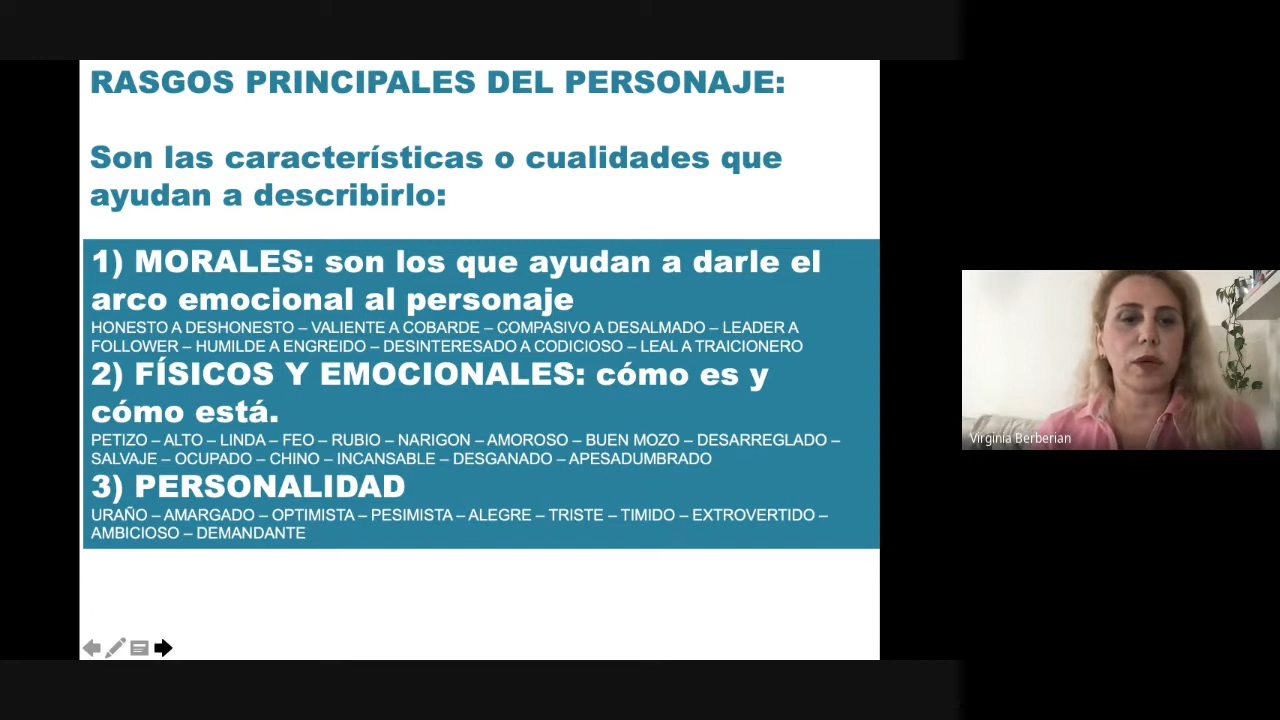 RASGOS PRINCIPALES DEL PERSONAJE:
Son las características o cualidades que
ayudan a describirlo:
1) MORALES: son los que ayudan a darle el
arco emocional al personaje
HONESTO A DESHONESTO – VALIENTE A COBARDE – COMPASIVO A DESALMADO – LEADER A
FOLLOWER – HUMILDE A ENGREIDO – DESINTERESADO A CODICIOSO – LEAL A TRAICIONERO
2) FÍSICOS Y EMOCIONALES: cómo es y
cómo está.
PETIZO – ALTO – LINDA – FEO – RUBIO – NARIGON – AMOROSO – BUEN MOZO – DESARREGLADO –
SALVAJE – OCUPADO – CHINO – INCANSABLE – DESGANADO – APESADUMBRADO
3) PERSONALIDAD
URAÑO – AMARGADO – OPTIMISTA – PESIMISTA – ALEGRE – TRISTE – TIMIDO – EXTROVERTIDO –
AMBICIOSO – DEMANDANTE
Virginia Berberian